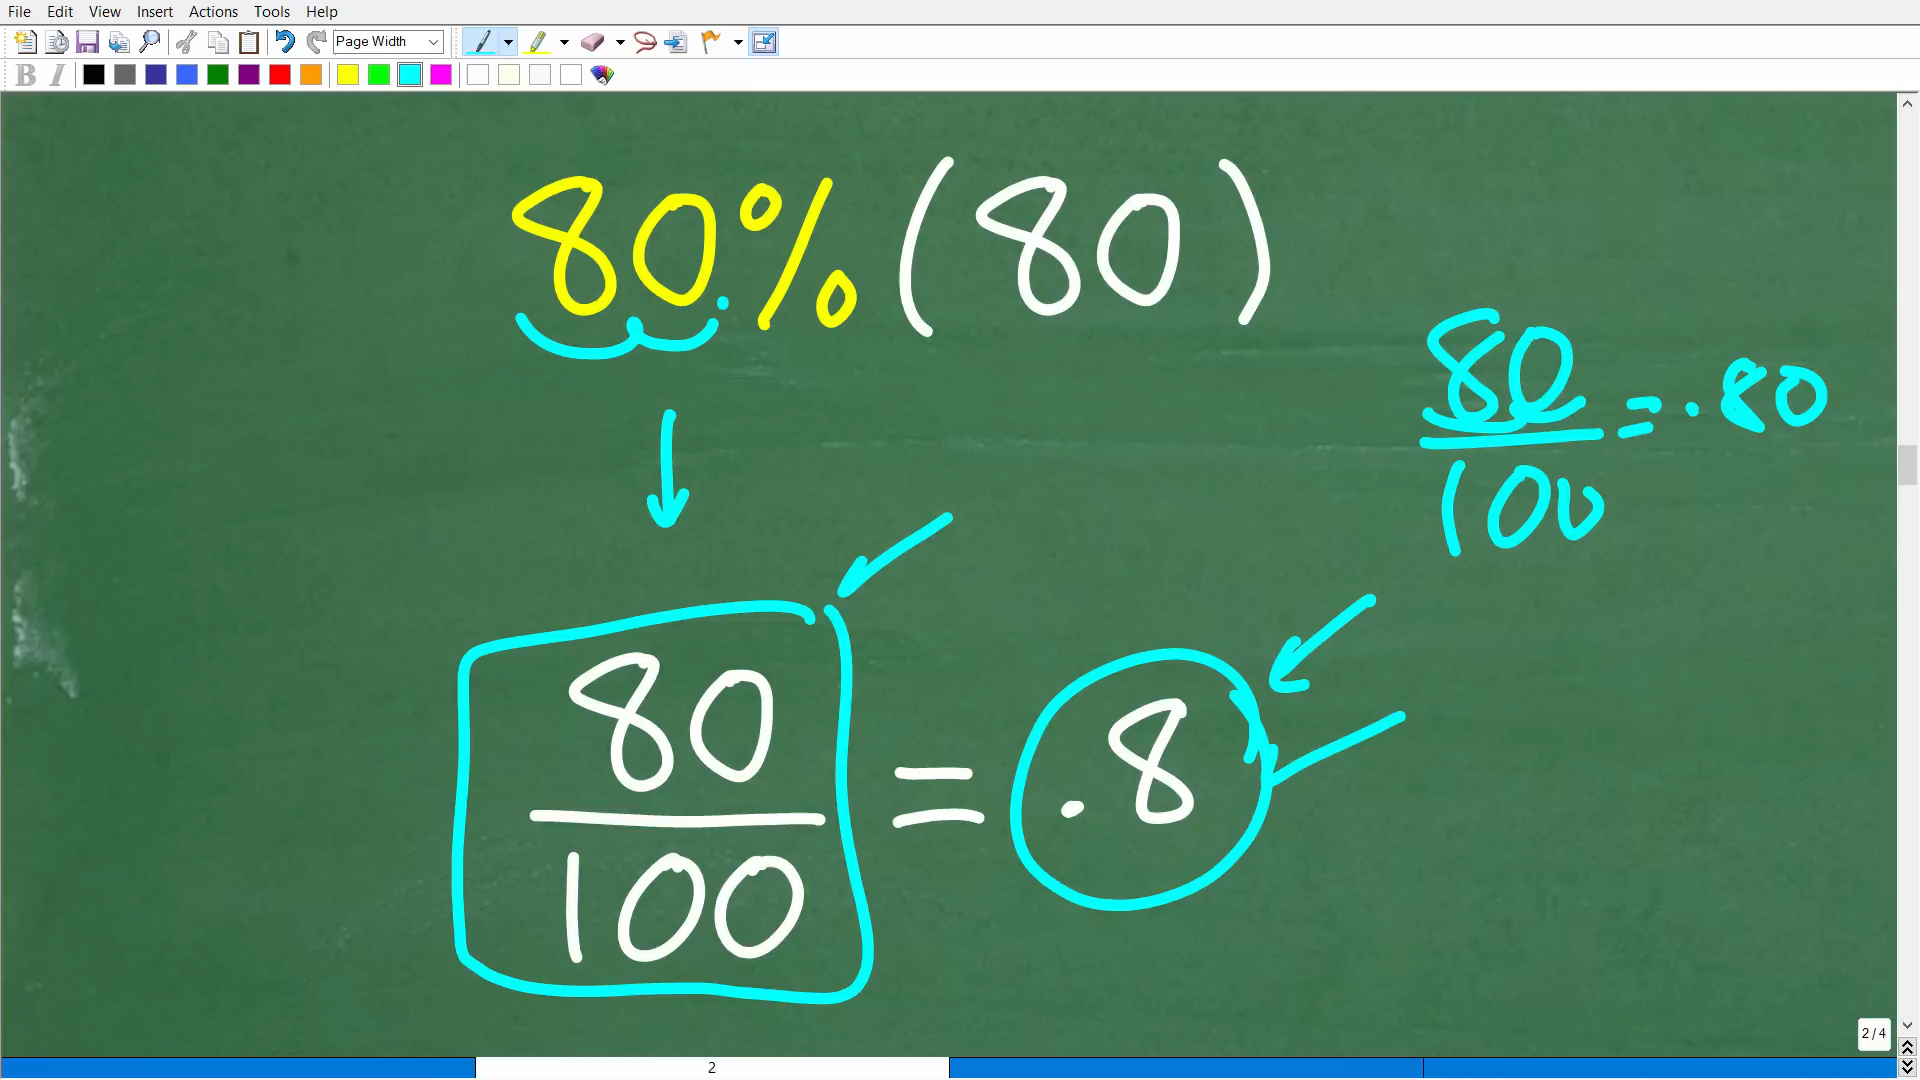 File Edit View Insert Actions Tools Help
Page Width
B I
80.% (80)
80/100 = .80
80/100 = .8
2 / 4
2